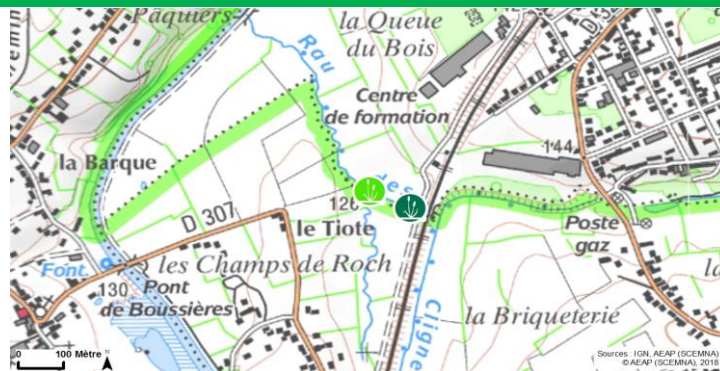 Pâquiers
la Queue
du Bois
Rau
Centre
de formation
la Barque
144
des
126
D 307
le Tiote
Poste
gaz
les Champs de Roch
Font.
130
Pont
de Boussières
la Briqueterie
0 100 Mètre N
Sources : IGN, AEAP (SCEMNA)
© AEAP (SCEMNA), 2018